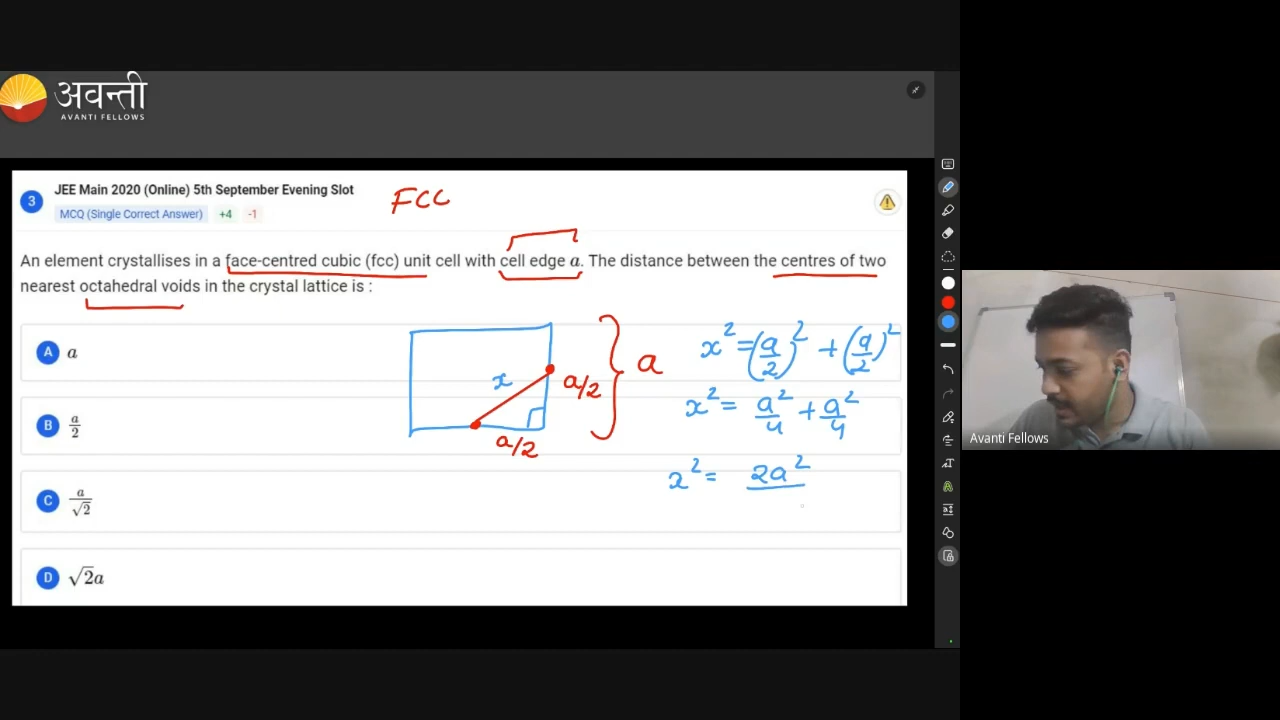 अवन्ती
AVANTI FELLOWS
3
JEE Main 2020 (Online) 5th September Evening Slot
MCQ (Single Correct Answer) +4 -1
FCC
An element crystallises in a face-centred cubic (fcc) unit cell with cell edge a. The distance between the centres of two
nearest octahedral voids in the crystal lattice is :
A a
B a/2
C a/√2
D √2a
x
a/2
a/2
a
x² = (a/2)² + (a/2)²
x² = a²/4 + a²/4
x² = 2a²
Avanti Fellows